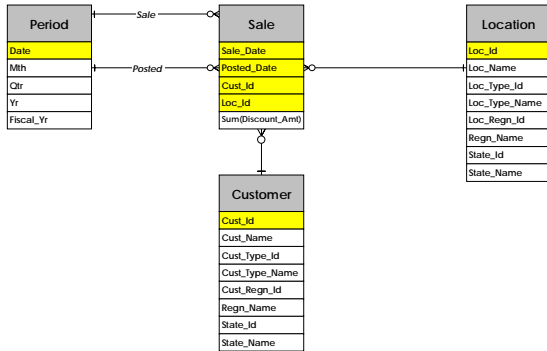 Period
Date
Mth
Qtr
Yr
Fiscal_Yr
Sale
Posted
Sale
Sale_Date
Posted_Date
Cust_Id
Loc_Id
Sum(Discount_Amt)
Location
Loc_Id
Loc_Name
Loc_Type_Id
Loc_Type_Name
Loc_Regn_Id
Regn_Name
State_Id
State_Name
Customer
Cust_Id
Cust_Name
Cust_Type_Id
Cust_Type_Name
Cust_Regn_Id
Regn_Name
State_Id
State_Name